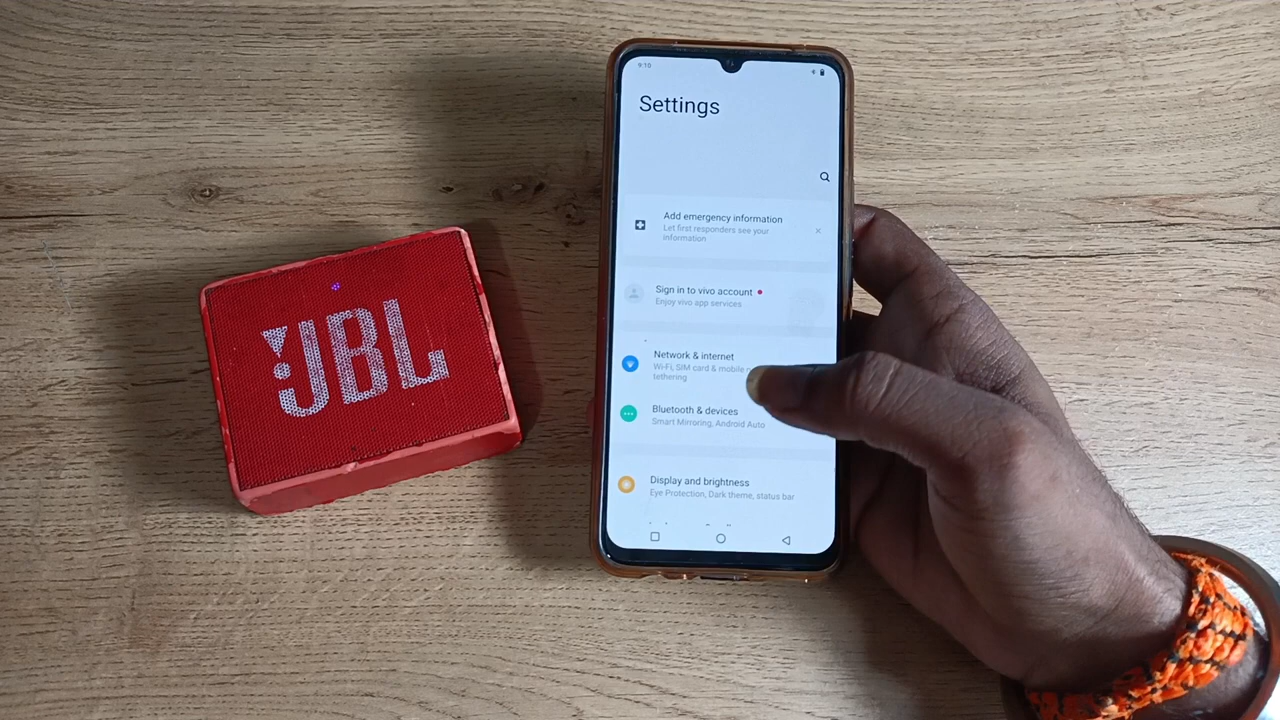 JBL
9:10
Settings
Add emergency information
Let first responders see your
information
Sign in to vivo account
Enjoy vivo app services
Network & internet
Wi-Fi, SIM card & mobile
tethering
Bluetooth & devices
Smart Mirroring, Android Auto
Display and brightness
Eye Protection, Dark theme, status bar